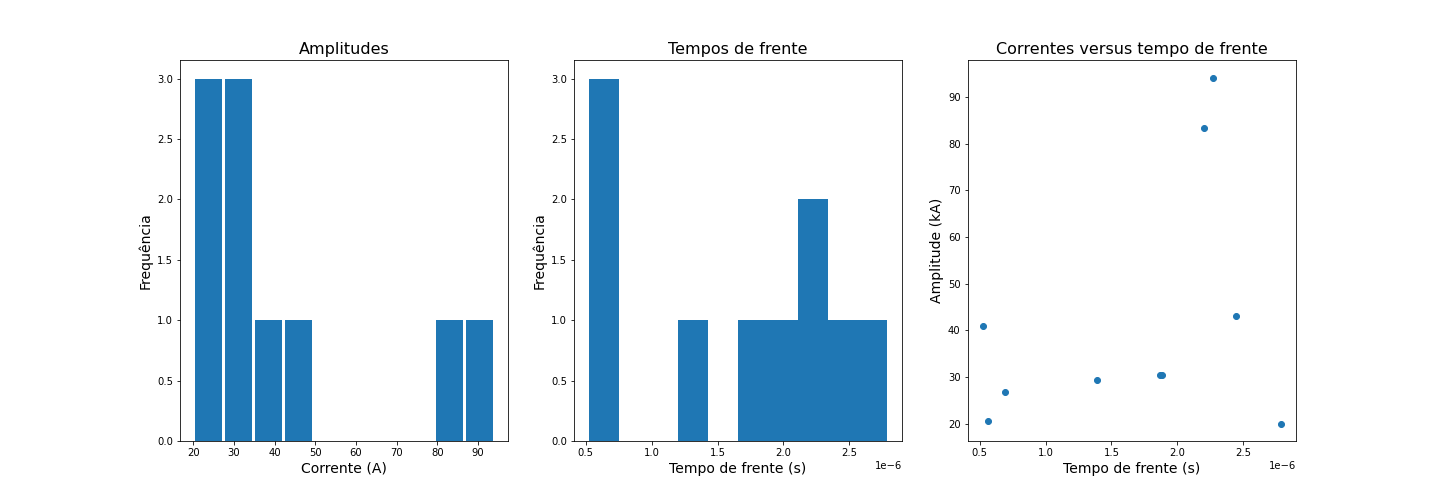 Amplitudes
3.0
2.5
2.0
1.5
1.0
0.5
0.0
Frequência
20 30 40 50 60 70 80 90
Corrente (A)
Tempos de frente
3.0
2.5
2.0
1.5
1.0
0.5
0.0
Frequência
0.5 1.0 1.5 2.0 2.5
1e−6
Tempo de frente (s)
Correntes versus tempo de frente
90
80
70
60
50
40
30
20
Amplitude (kA)
0.5 1.0 1.5 2.0 2.5
1e−6
Tempo de frente (s)